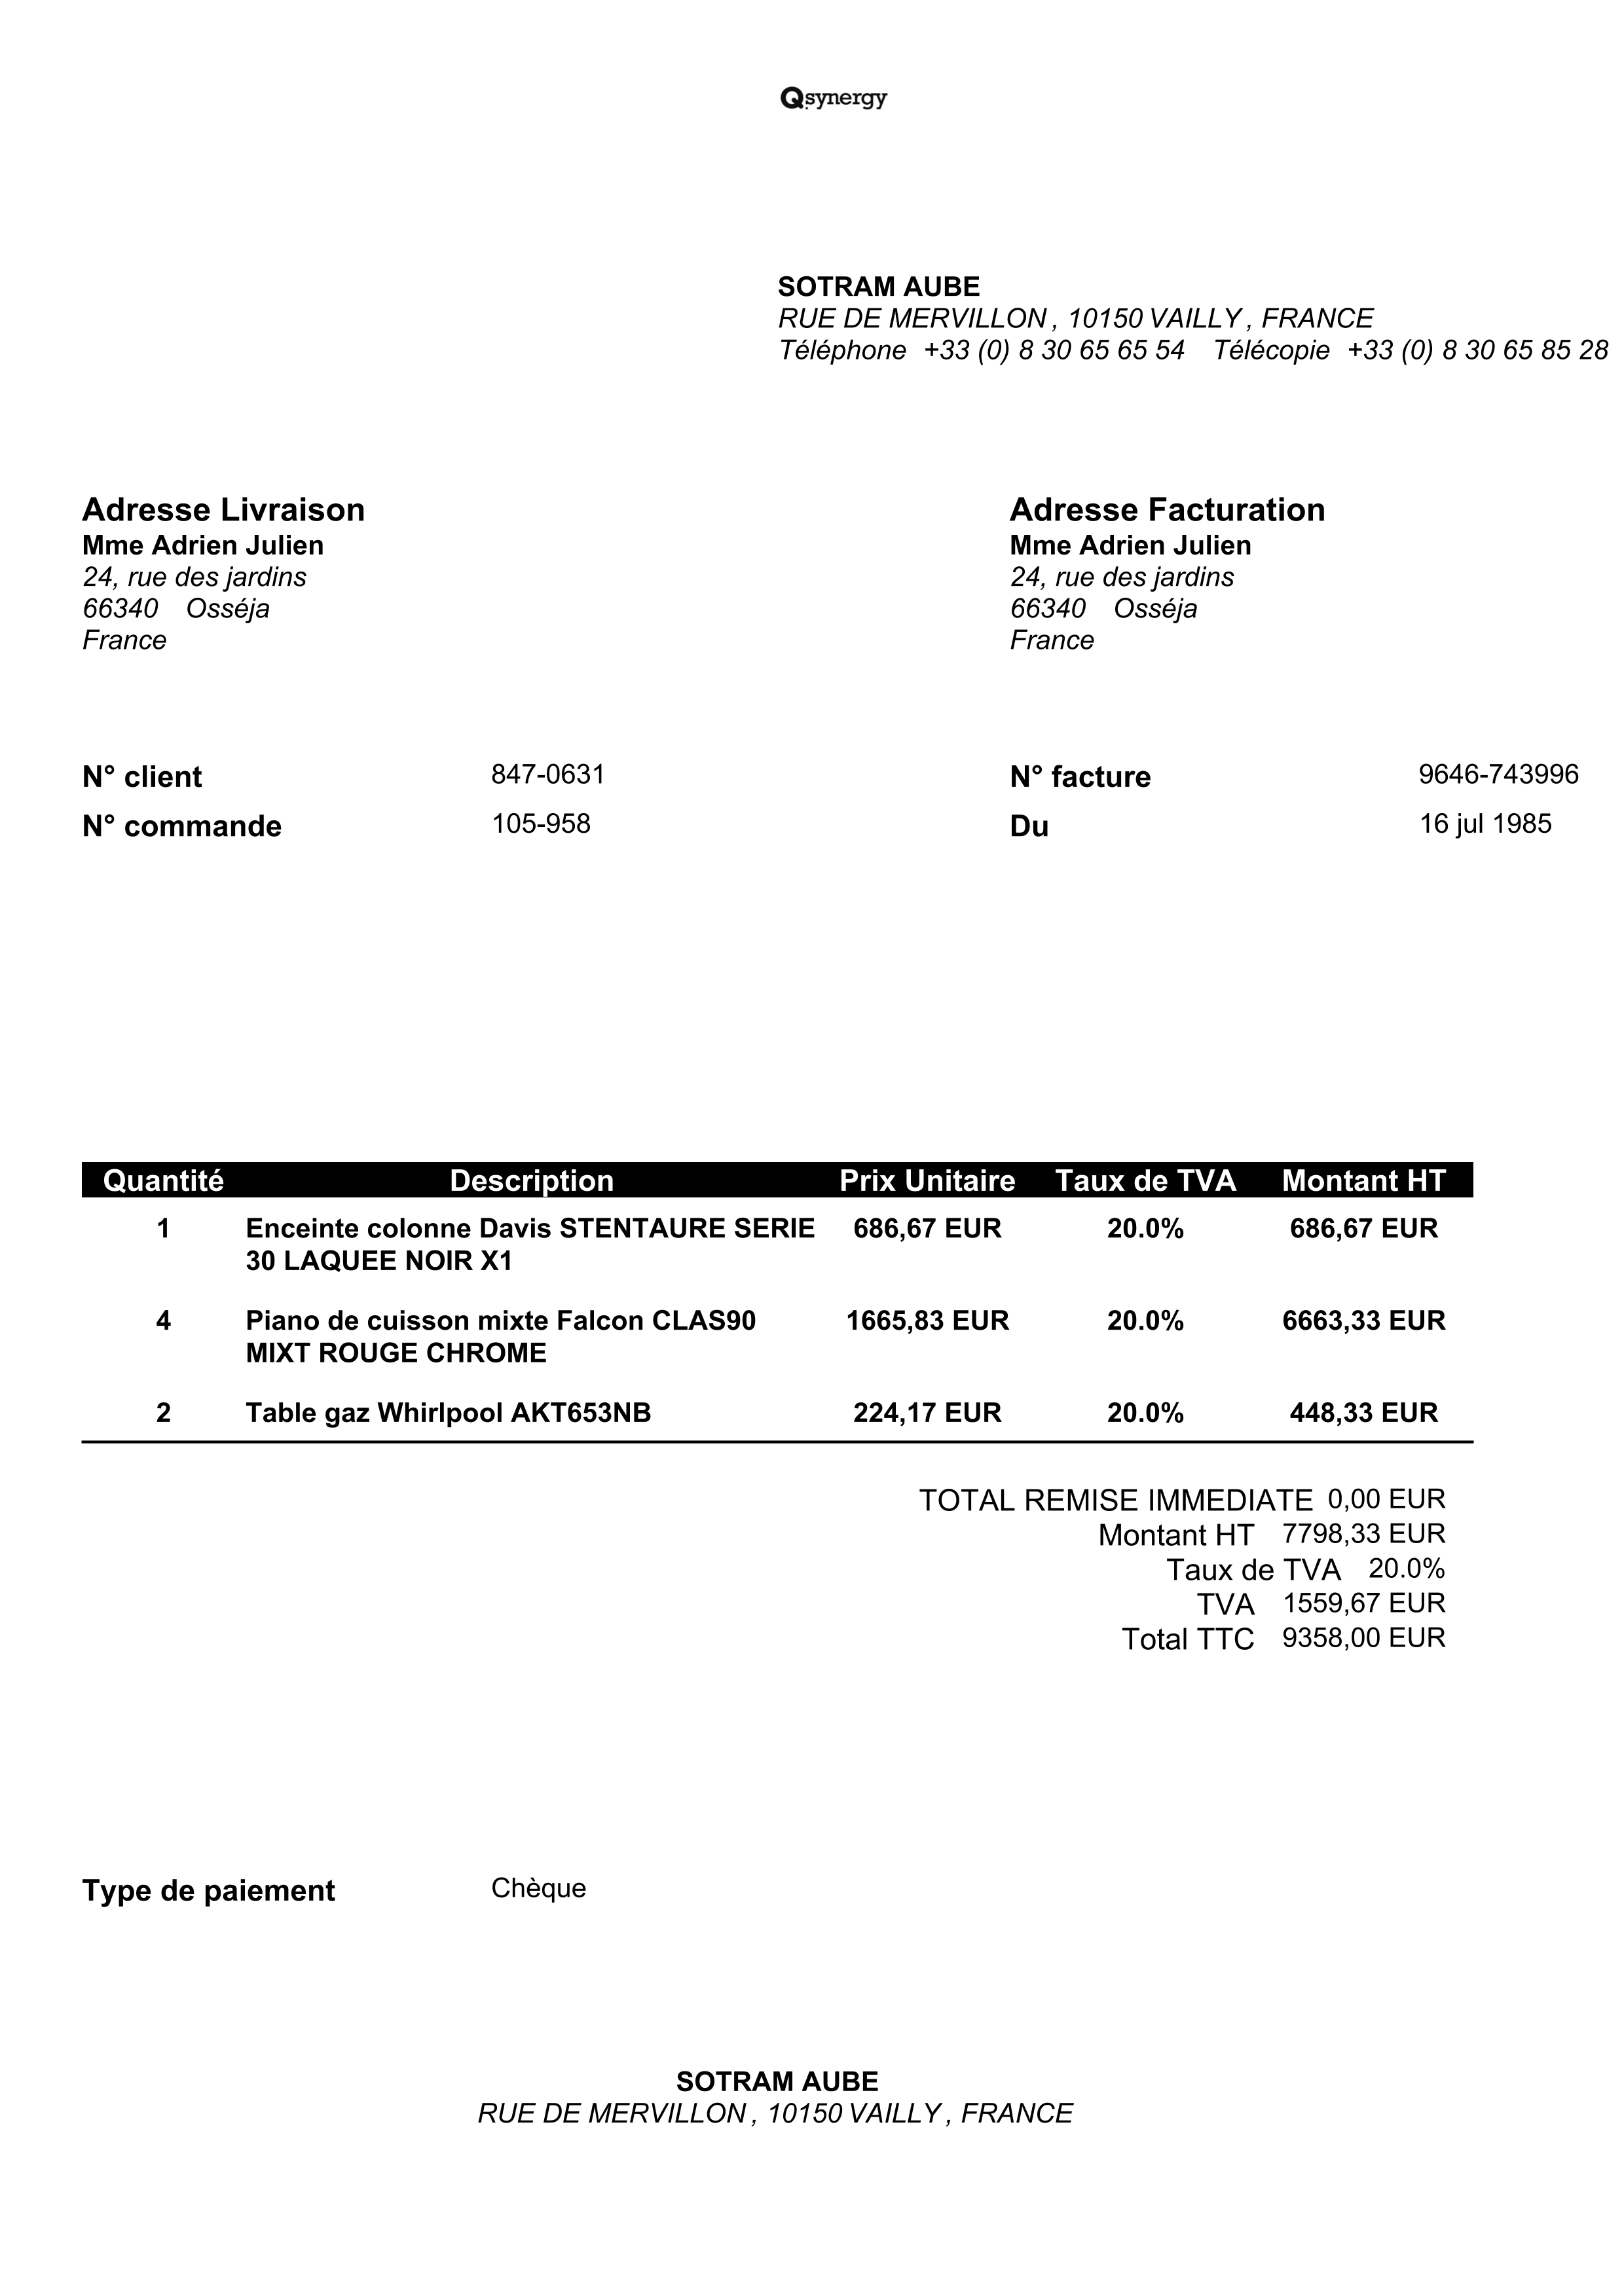 Qsynergy
SOTRAM AUBE
RUE DE MERVILLON , 10150 VAILLY , FRANCE
Téléphone +33 (0) 8 30 65 65 54 Télécopie +33 (0) 8 30 65 85 28
Adresse Livraison
Mme Adrien Julien
24, rue des jardins
66340 Osséja
France
Adresse Facturation
Mme Adrien Julien
24, rue des jardins
66340 Osséja
France
N° client 847-0631
N° commande 105-958
N° facture 9646-743996
Du 16 jul 1985
Quantité Description Prix Unitaire Taux de TVA Montant HT
1 Enceinte colonne Davis STENTAURE SERIE 686,67 EUR 20.0% 686,67 EUR
30 LAQUEE NOIR X1
4 Piano de cuisson mixte Falcon CLAS90 1665,83 EUR 20.0% 6663,33 EUR
MIXT ROUGE CHROME
2 Table gaz Whirlpool AKT653NB 224,17 EUR 20.0% 448,33 EUR
TOTAL REMISE IMMEDIATE 0,00 EUR
Montant HT 7798,33 EUR
Taux de TVA 20.0%
TVA 1559,67 EUR
Total TTC 9358,00 EUR
Type de paiement Chèque
SOTRAM AUBE
RUE DE MERVILLON , 10150 VAILLY , FRANCE